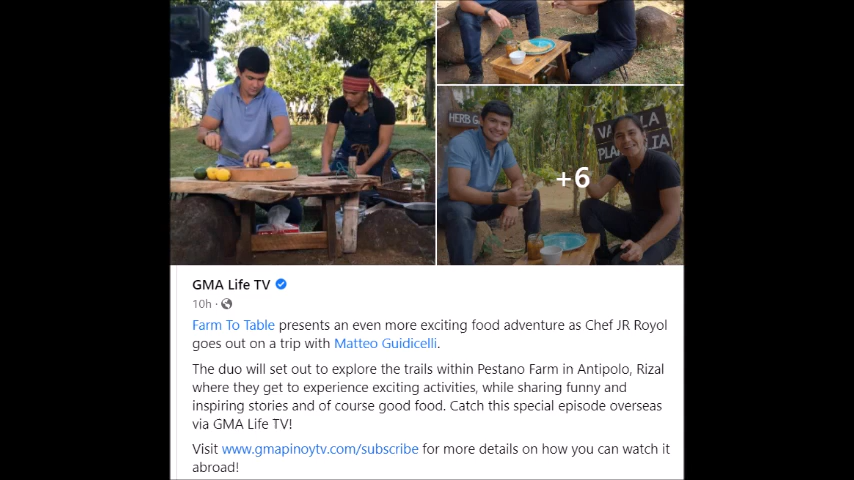 HERB G
+6
GMA Life TV
10h ·
Farm To Table presents an even more exciting food adventure as Chef JR Royol
goes out on a trip with Matteo Guidicelli.
The duo will set out to explore the trails within Pestano Farm in Antipolo, Rizal
where they get to experience exciting activities, while sharing funny and
inspiring stories and of course good food. Catch this special episode overseas
via GMA Life TV!
Visit www.gmapinoytv.com/subscribe for more details on how you can watch it
abroad!